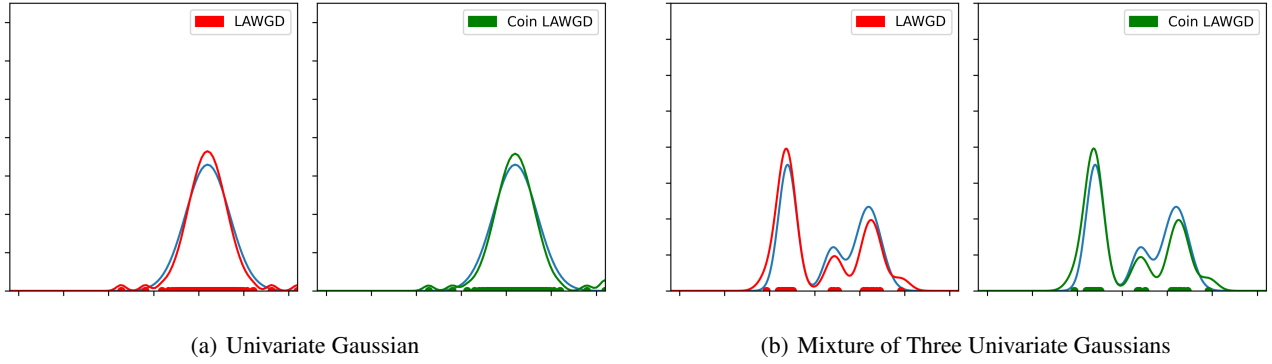 LAWGD
Coin LAWGD
LAWGD
Coin LAWGD
(a) Univariate Gaussian
(b) Mixture of Three Univariate Gaussians